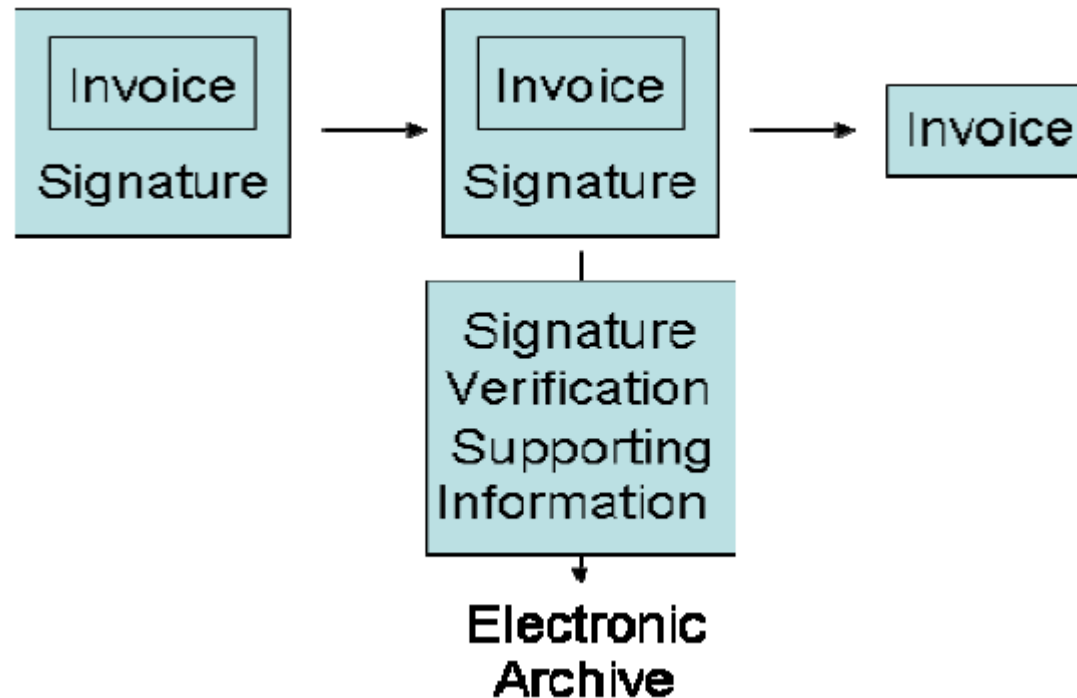 Invoice
Signature
Invoice
Signature
Invoice
Signature
Verification
Supporting
Information
Electronic
Archive